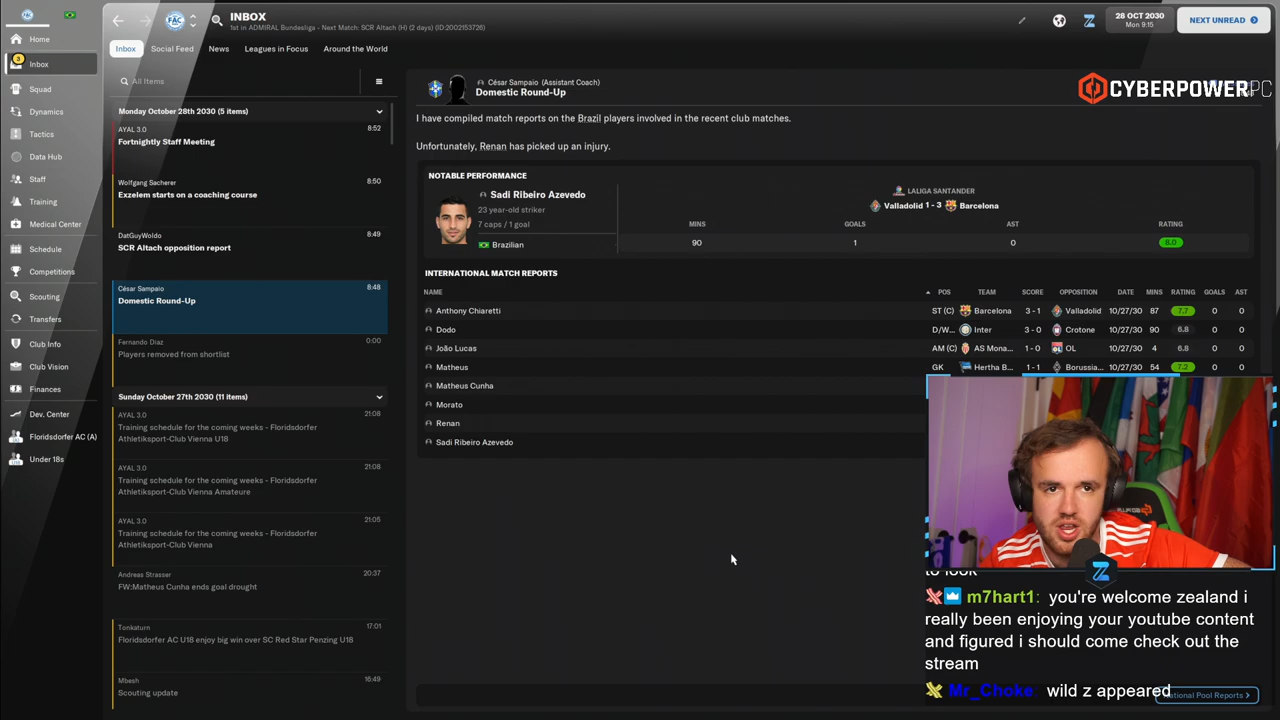 FAC
INBOX
1st in ADMIRAL Bundesliga - Next Match: SCR Altach (H) (2 days) (ID:2002153726)
28 OCT 2030
Mon 9:15
NEXT UNREAD
Home
3
Inbox
Squad
Dynamics
Tactics
Data Hub
Staff
Training
Medical Center
Schedule
Competitions
Scouting
Transfers
Club Info
Club Vision
Finances
Dev. Center
Floridsdorfer AC (A)
Under 18s
Inbox Social Feed News Leagues in Focus Around the World
All Items
Monday October 28th 2030 (5 items)
AYAL 3.0 8:52
Fortnightly Staff Meeting
Wolfgang Sacherer 8:50
Exzelem starts on a coaching course
DatGuyWoldo 8:49
SCR Altach opposition report
César Sampaio 8:48
Domestic Round-Up
Fernando Diaz 0:00
Players removed from shortlist
Sunday October 27th 2030 (11 items)
AYAL 3.0 21:08
Training schedule for the coming weeks - Floridsdorfer
Athletiksport-Club Vienna U18
AYAL 3.0 21:08
Training schedule for the coming weeks - Floridsdorfer
Athletiksport-Club Vienna Amateure
AYAL 3.0 21:05
Training schedule for the coming weeks - Floridsdorfer
Athletiksport-Club Vienna
Andreas Strasser 20:37
FW:Matheus Cunha ends goal drought
Tonkaturn 17:01
Floridsdorfer AC U18 enjoy big win over SC Red Star Penzing U18
Mbesh 16:49
Scouting update
César Sampaio (Assistant Coach)
Domestic Round-Up
CYBERPOWERPC
I have compiled match reports on the Brazil players involved in the recent club matches.
Unfortunately, Renan has picked up an injury.
NOTABLE PERFORMANCE
Sadi Ribeiro Azevedo
23 year-old striker
7 caps / 1 goal
Brazilian
LALIGA SANTANDER
Valladolid 1 - 3 Barcelona
MINS GOALS AST RATING
90 1 0 8.0
INTERNATIONAL MATCH REPORTS
NAME POS TEAM SCORE OPPOSITION DATE MINS RATING GOALS AST
Anthony Chiaretti ST (C) Barcelona 3 - 1 Valladolid 10/27/30 87 7.7 0 0
Dodo D/W... Inter 3 - 0 Crotone 10/27/30 90 6.8 0 0
João Lucas AM (C) AS Mona... 1 - 0 OL 10/27/30 4 6.8 0 0
Matheus GK Hertha B... 1 - 1 Borussia... 10/27/30 54 7.2 0 0
Matheus Cunha
Morato
Renan
Sadi Ribeiro Azevedo
to look
m7hart1: you're welcome zealand i
really been enjoying your youtube content
and figured i should come check out the
stream
Mr_Choke: wild z appeared
National Pool Reports